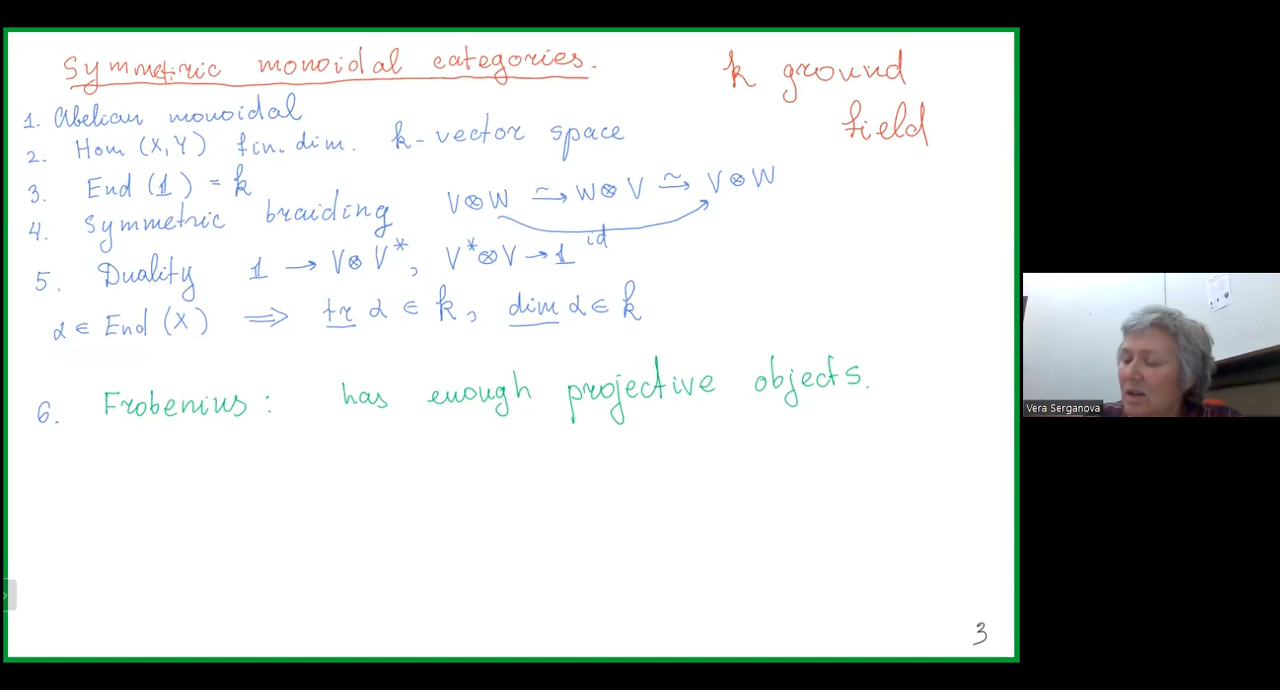 Symmetric monoidal categories.
k ground
field
1. Abelian monoidal
2. Hom (X,Y) fin. dim. k-vector space
3. End (𝟙) = k
4. Symmetric braiding V⊗W ≃→ W⊗V ≃→ V⊗W
id
5. Duality 𝟙 → V⊗V*, V*⊗V → 𝟙
α ∈ End (X) ⟹ tr α ∈ k, dim α ∈ k
6. Frobenius: has enough projective objects.
Vera Serganova
3